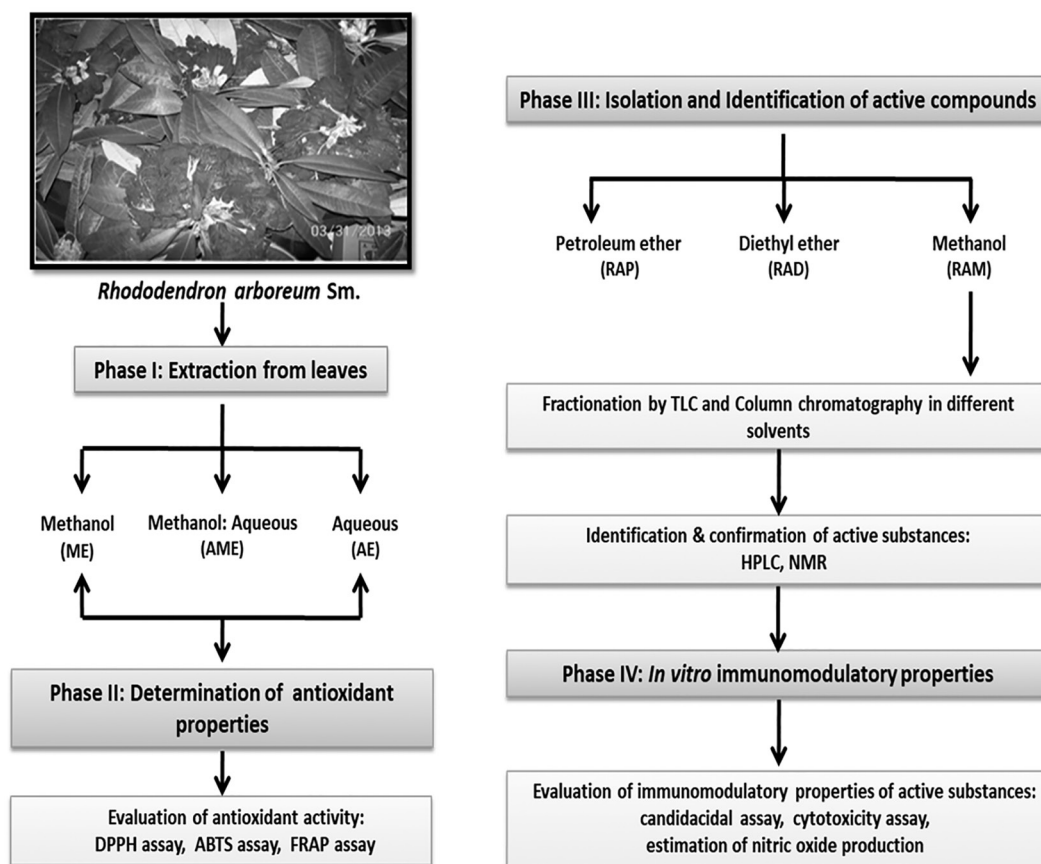 03/31/2013
Rhododendron arboreum Sm.
Phase I: Extraction from leaves
Methanol
(ME)
Methanol: Aqueous
(AME)
Aqueous
(AE)
Phase II: Determination of antioxidant
properties
Evaluation of antioxidant activity:
DPPH assay, ABTS assay, FRAP assay
Phase III: Isolation and Identification of active compounds
Petroleum ether
(RAP)
Diethyl ether
(RAD)
Methanol
(RAM)
Fractionation by TLC and Column chromatography in different
solvents
Identification & confirmation of active substances:
HPLC, NMR
Phase IV: In vitro immunomodulatory properties
Evaluation of immunomodulatory properties of active substances:
candidacidal assay, cytotoxicity assay,
estimation of nitric oxide production